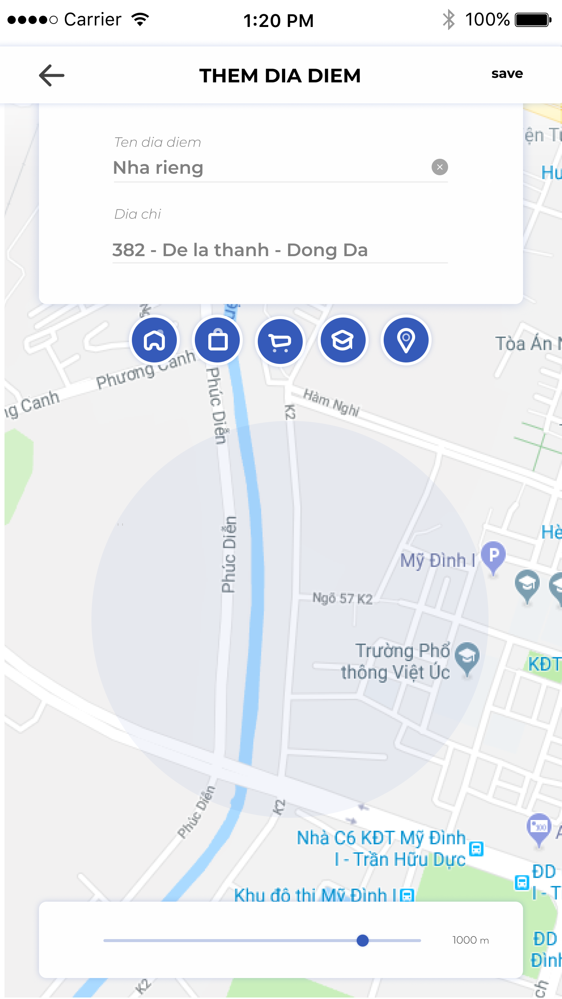 Carrier 1:20 PM 100%
THEM DIA DIEM save
Ten dia diem
Nha rieng
Dia chi
382 - De la thanh - Dong Da
Hu
Tòa Án
Phương Canh
Canh
Phúc Diễn
K2
Hàm Nghi
Phúc Diễn
Hè
Mỹ Đình I
P
Ngõ 57 K2
Trường Phổ
thông Việt Úc
KĐT
Phúc Diễn
K2
Nhà C6 KĐT Mỹ Đình
I - Trần Hữu Dực
100
ĐD
I - T
Khu đô thị Mỹ Đình I
1000 m
ĐD
Đình
K2